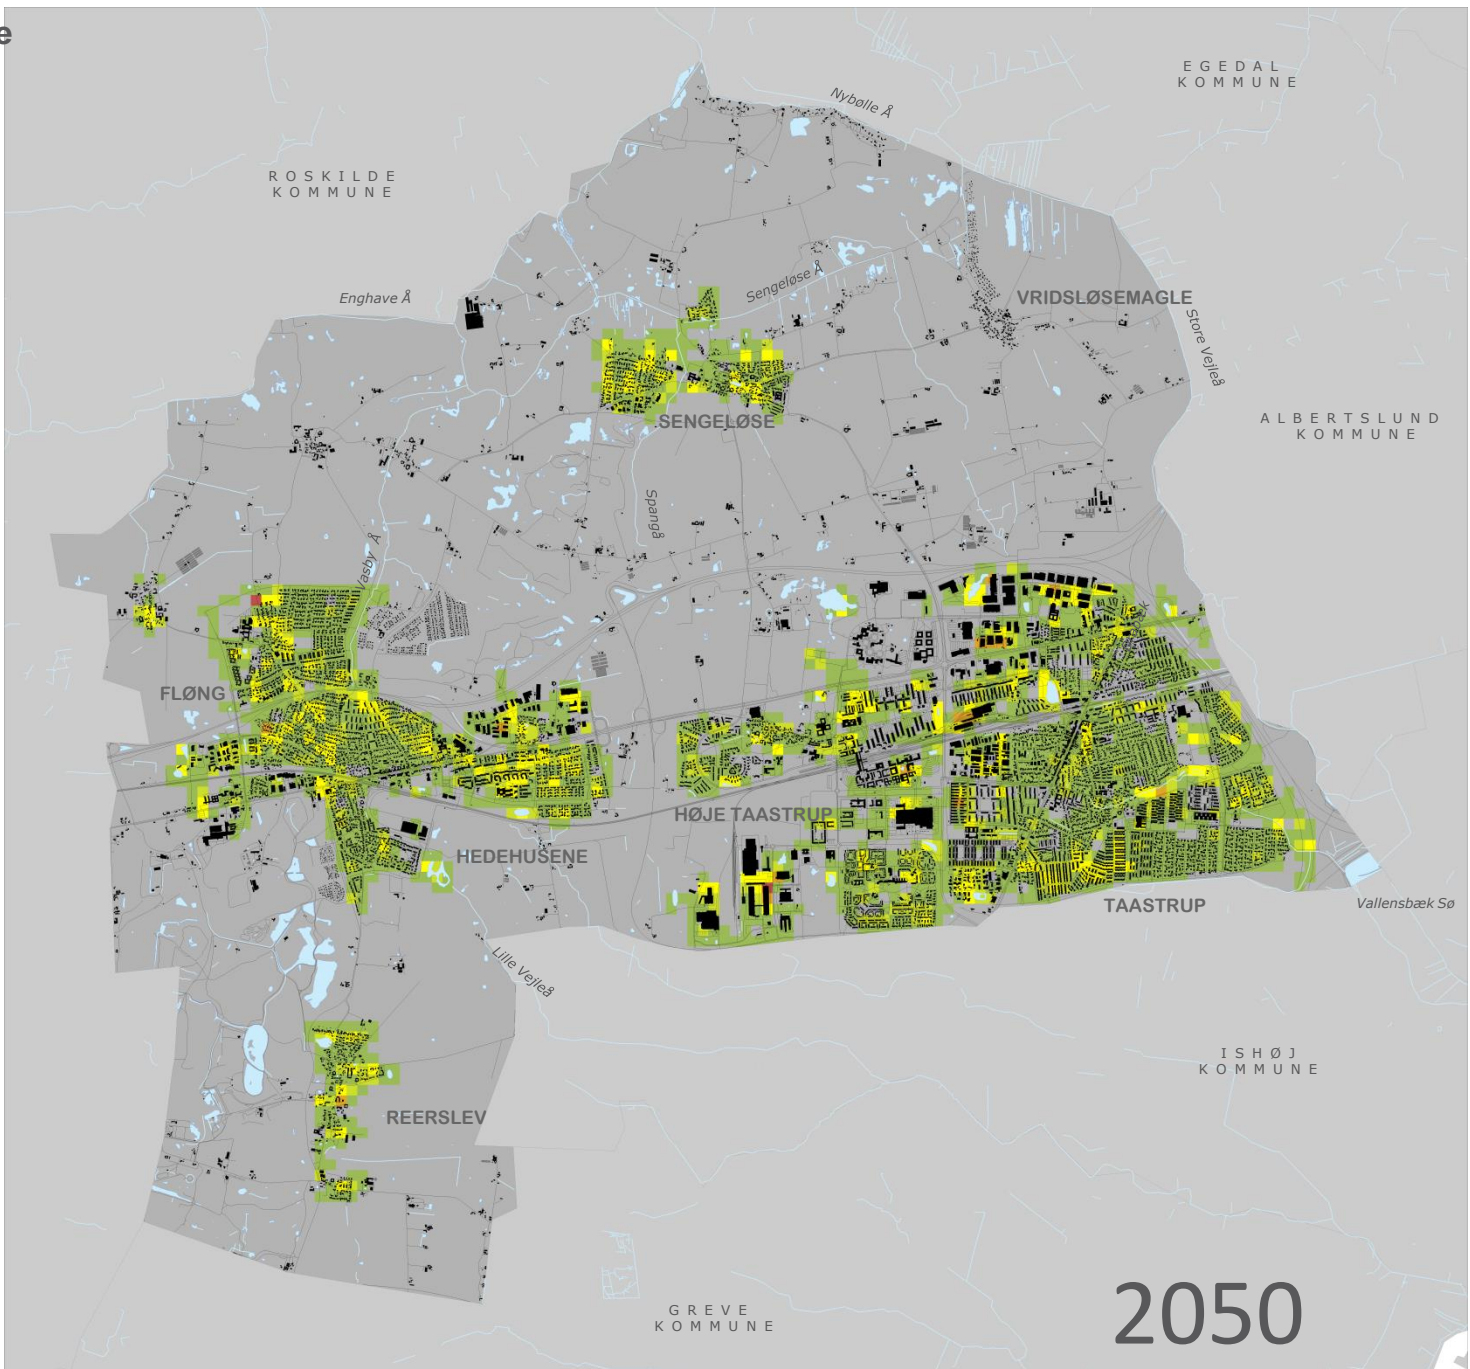 e
EGEDAL
KOMMUNE
Nybølle Å
ROSKILDE
KOMMUNE
Sengeløse Å
Enghave Å
VRIDSLØSEMAGLE
Store Vejleå
SENGELØSE
ALBERTSLUND
KOMMUNE
Spangå
Vasby Å
FLØNG
HØJE TAASTRUP
HEDEHUSENE
TAASTRUP
Vallensbæk Sø
Lille Vejleå
ISHØJ
KOMMUNE
REERSLEV
GREVE
KOMMUNE
2050